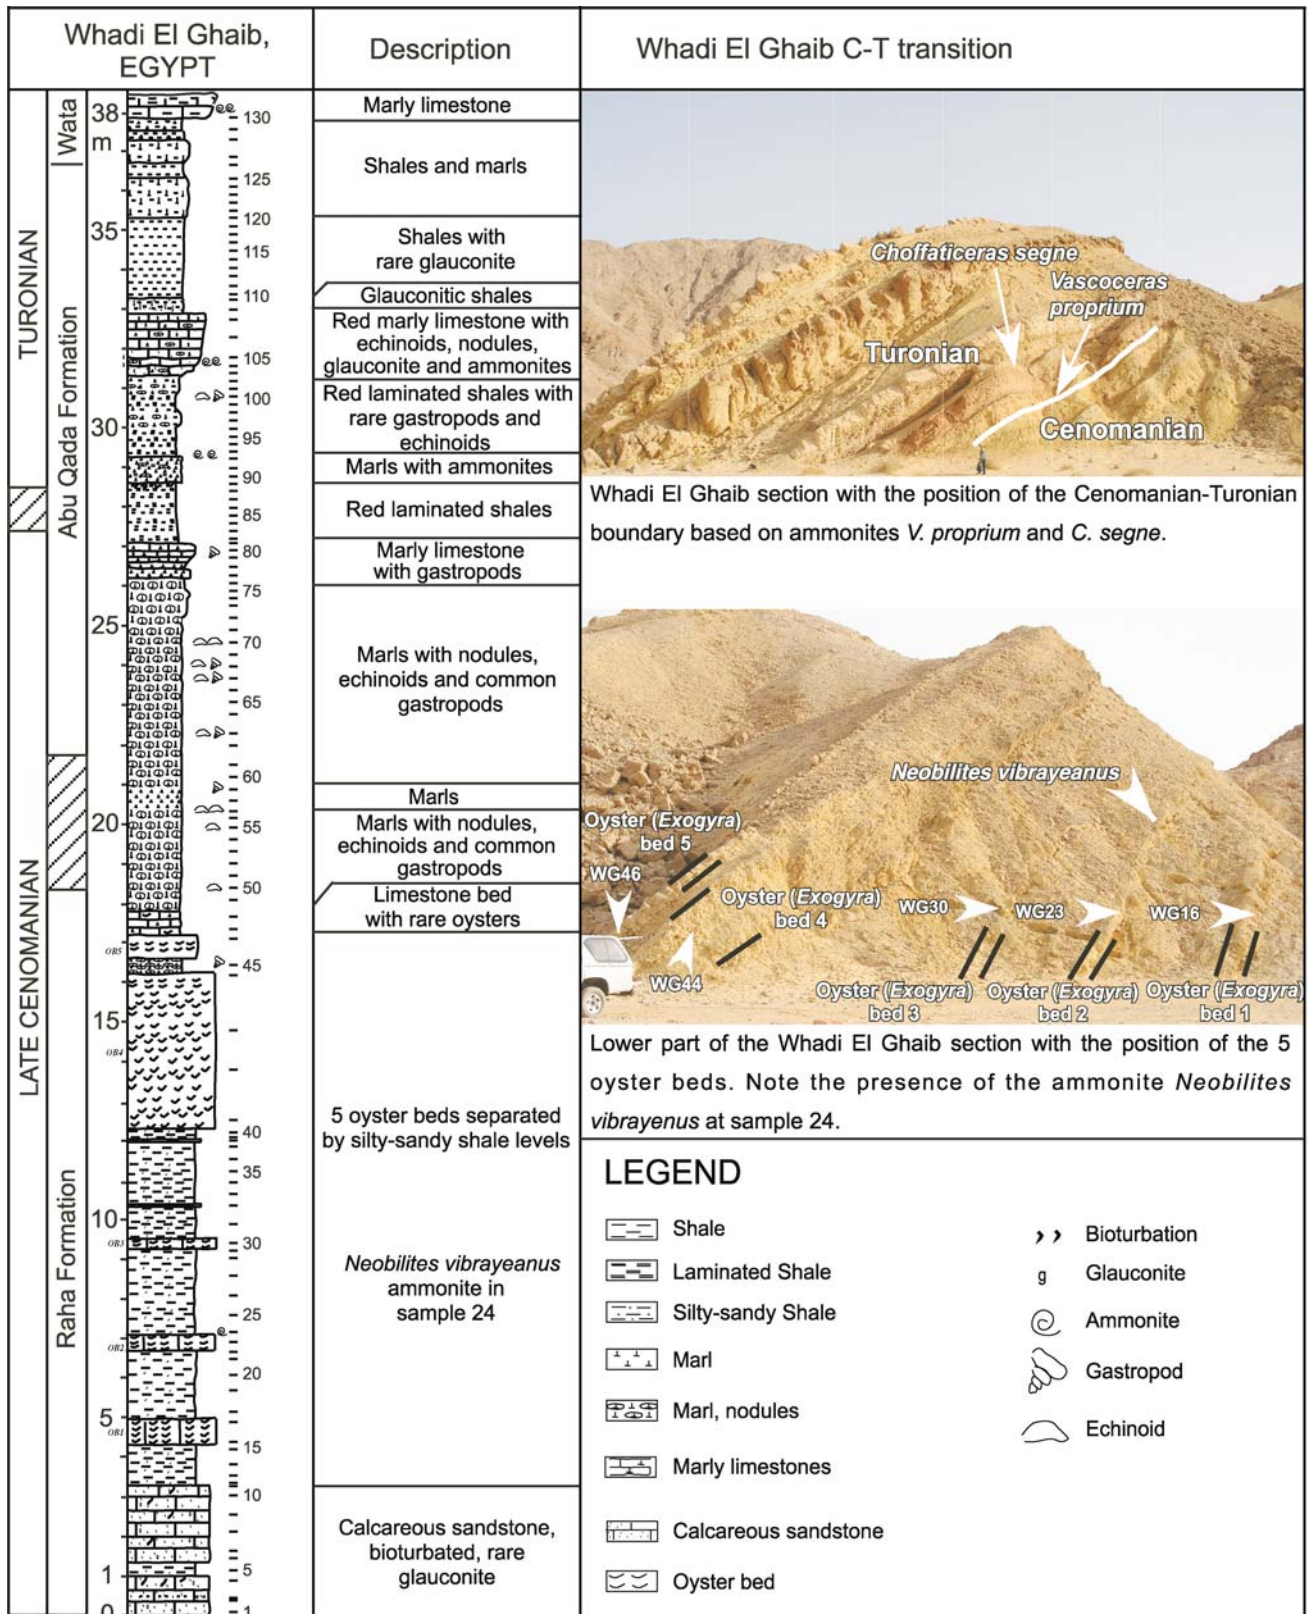 Whadi El Ghaib,
EGYPT
Description
Whadi El Ghaib C-T transition
TURONIAN
LATE CENOMANIAN
Wata
Abu Qada Formation
Raha Formation
38
m
35
30
25
20
15
10
5
1
0
OB5
OB4
OB3
OB2
OB1
130
125
120
115
110
105
100
95
90
85
80
75
70
65
60
55
50
45
40
35
30
25
20
15
10
5
1
Marly limestone
Shales and marls
Shales with
rare glauconite
Glauconitic shales
Red marly limestone with
echinoids, nodules,
glauconite and ammonites
Red laminated shales with
rare gastropods and
echinoids
Marls with ammonites
Red laminated shales
Marly limestone
with gastropods
Marls with nodules,
echinoids and common
gastropods
Marls
Marls with nodules,
echinoids and common
gastropods
Limestone bed
with rare oysters
5 oyster beds separated
by silty-sandy shale levels
Neobilites vibrayeanus
ammonite in
sample 24
Calcareous sandstone,
bioturbated, rare
glauconite
Choffaticeras segne
Vascoceras
proprium
Turonian
Cenomanian
Whadi El Ghaib section with the position of the Cenomanian-Turonian
boundary based on ammonites V. proprium and C. segne.
Neobilites vibrayeanus
Oyster (Exogyra)
bed 5
WG46
Oyster (Exogyra)
bed 4
WG44
WG30
WG23
WG16
Oyster (Exogyra)
bed 3
Oyster (Exogyra)
bed 2
Oyster (Exogyra)
bed 1
Lower part of the Whadi El Ghaib section with the position of the 5
oyster beds. Note the presence of the ammonite Neobilites
vibrayenus at sample 24.
LEGEND
Shale
Laminated Shale
Silty-sandy Shale
Marl
Marl, nodules
Marly limestones
Calcareous sandstone
Oyster bed
Bioturbation
g Glauconite
Ammonite
Gastropod
Echinoid